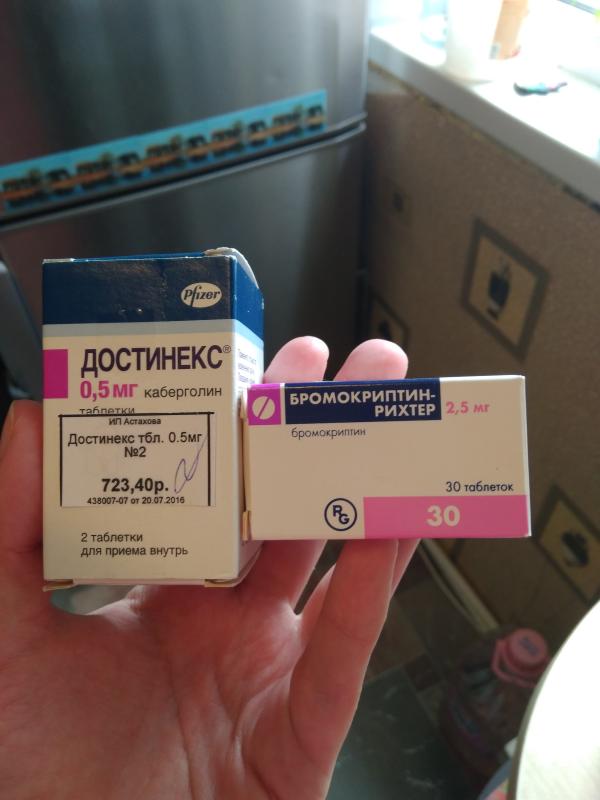 Pfizer
ДОСТИНЕКС®
0,5 мг каберголин
таблетки
ИП Астахова
Достинекс тбл. 0.5мг
№2
723,40р.
438007-07 от 20.07.2016
2 таблетки
для приема внутрь
БРОМОКРИПТИН-
РИХТЕР 2,5 мг
бромокриптин
30 таблеток
RG
30